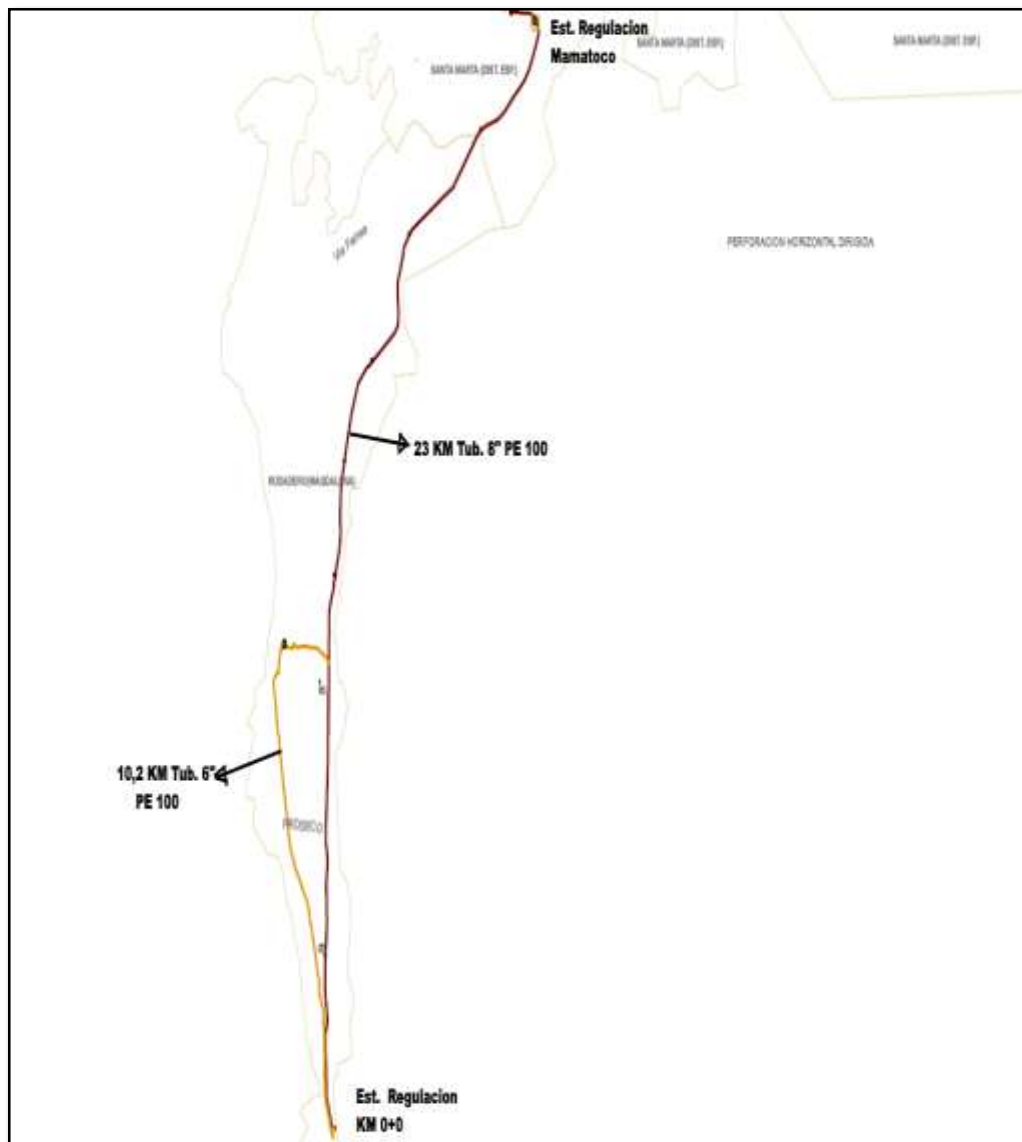 Est. Regulacion
Mamatoco
SANTA MARTA (DIST. ESP.)
SANTA MARTA (DIST. ESP.)
SANTA MARTA (DIST. ESP.)
PERFORACION HORIZONTAL DIRIGIDA
23 KM Tub. 8" PE 100
10,2 KM Tub. 6"
PE 100
Est. Regulacion
KM 0+0